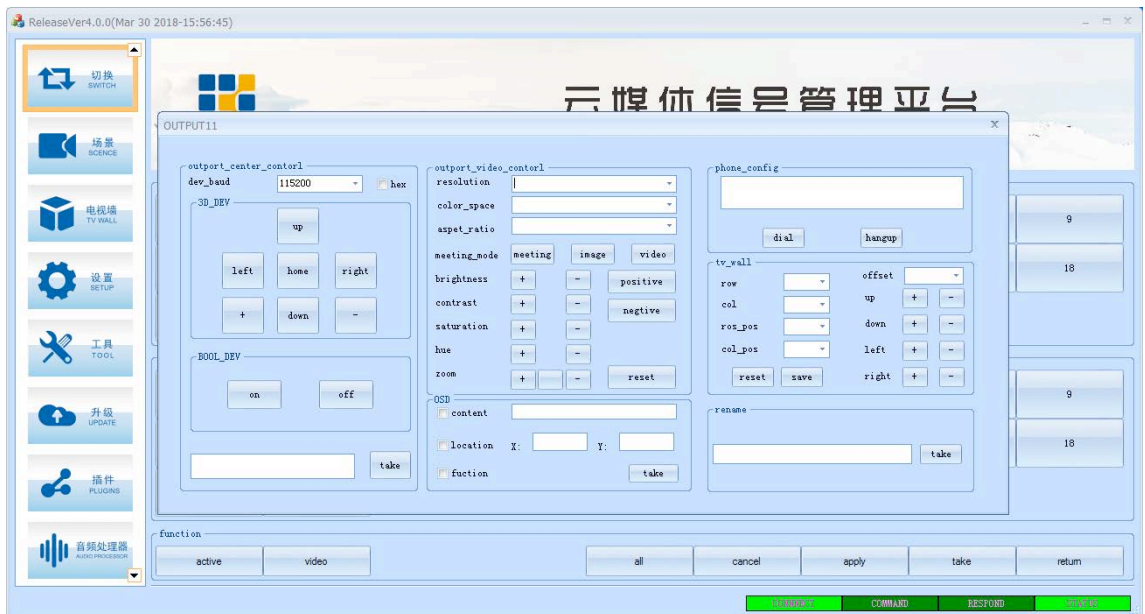 ReleaseVer4.0.0(Mar 30 2018-15:56:45)
切换
SWITCH
场景
SCENCE
电视墙
TV WALL
设置
SETUP
工具
TOOL
升级
UPDATE
插件
PLUGINS
音频处理器
AUDIO PROCESSOR
云媒体信号管理平台
OUTPUT11
x
outport_center_contorl
dev_baud 115200 hex
3D_DEV
up
left home right
+ down -
BOOL_DEV
on off
take
outport_video_contorl
resolution
color_space
aspet_ratio
meeting_mode meeting image video
brightness + - positive
contrast + - negtive
saturation + -
hue + -
zoom + - reset
OSD
content
location X: Y:
fuction take
phone_config
dial hangup
tv_wall
row offset
col up + -
ros_pos down + -
col_pos left + -
reset save right + -
rename
take
9
18
9
18
function
active video all cancel apply take return
CONNECT COMMAND RESPOND STATUS